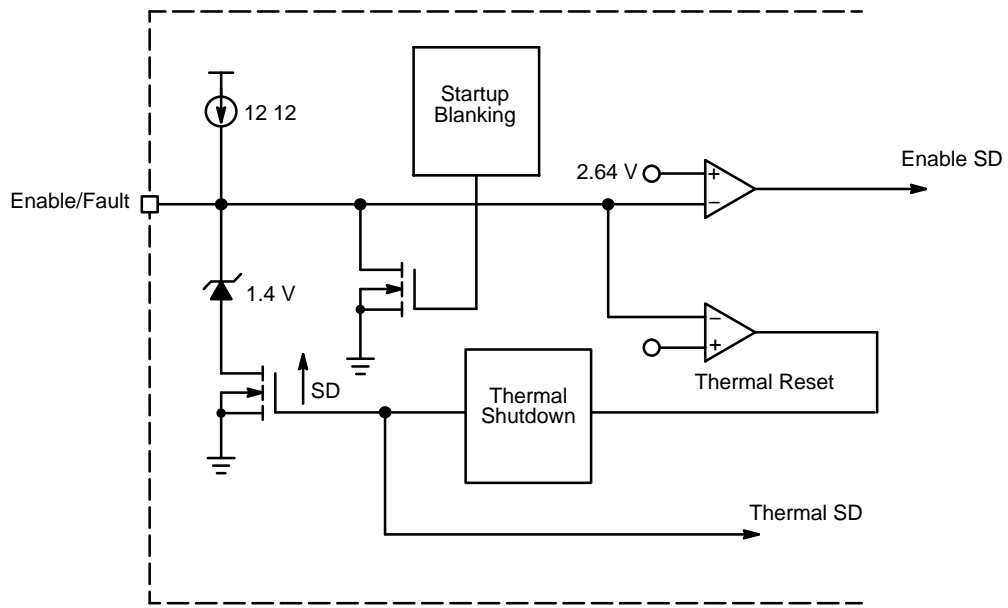 Startup
Blanking
12 12
2.64 V
+
−
Enable SD
Enable/Fault
1.4 V
−
+
Thermal Reset
SD
Thermal
Shutdown
Thermal SD